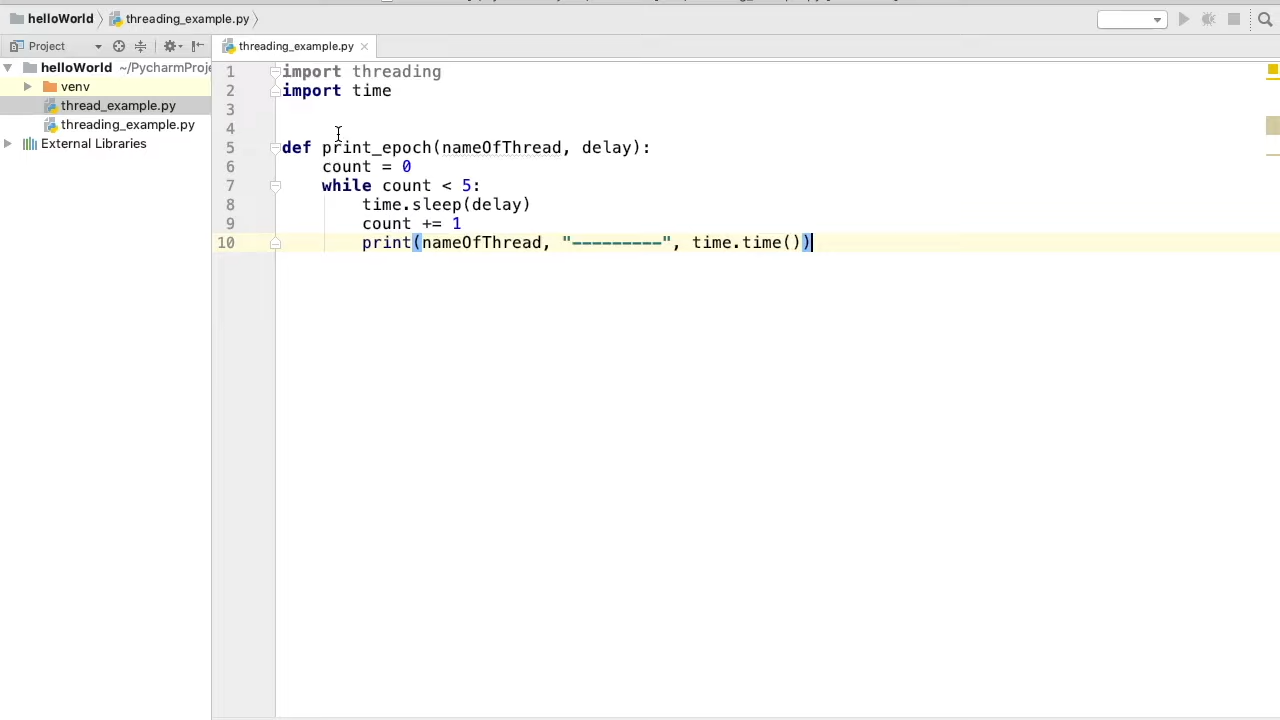 helloWorld threading_example.py
Project threading_example.py
helloWorld ~/PycharmProje
venv
thread_example.py
threading_example.py
External Libraries
1 import threading
2 import time
3
4
5 def print_epoch(nameOfThread, delay):
6 count = 0
7 while count < 5:
8 time.sleep(delay)
9 count += 1
10 print(nameOfThread, "---------", time.time())